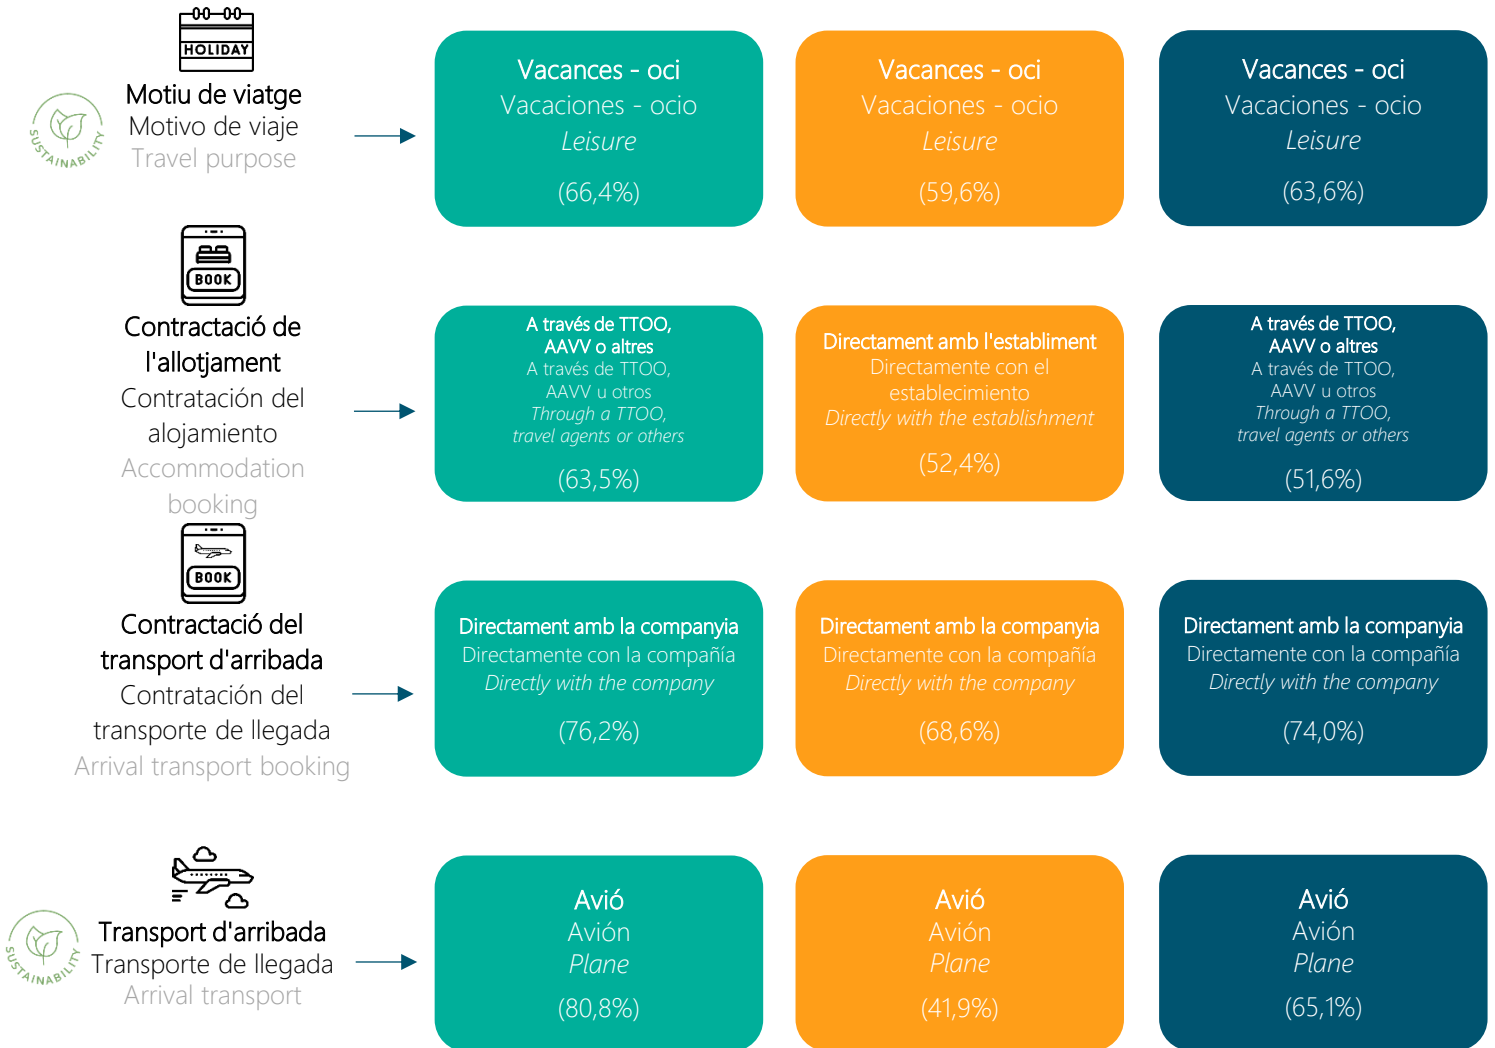 HOLIDAY
SUSTAINABILITY
Motiu de viatge
Motivo de viaje
Travel purpose
Vacances - oci
Vacaciones - ocio
Leisure
(66,4%)
Vacances - oci
Vacaciones - ocio
Leisure
(59,6%)
Vacances - oci
Vacaciones - ocio
Leisure
(63,6%)
BOOK
Contractació de
l'allotjament
Contratación del
alojamiento
Accommodation
booking
A través de TTOO,
AAVV o altres
A través de TTOO,
AAVV u otros
Through a TTOO,
travel agents or others
(63,5%)
Directament amb l'establiment
Directamente con el
establecimiento
Directly with the establishment
(52,4%)
A través de TTOO,
AAVV o altres
A través de TTOO,
AAVV u otros
Through a TTOO,
travel agents or others
(51,6%)
BOOK
Contractació del
transport d'arribada
Contratación del
transporte de llegada
Arrival transport booking
Directament amb la companyia
Directamente con la compañía
Directly with the company
(76,2%)
Directament amb la companyia
Directamente con la compañía
Directly with the company
(68,6%)
Directament amb la companyia
Directamente con la compañía
Directly with the company
(74,0%)
SUSTAINABILITY
Transport d'arribada
Transporte de llegada
Arrival transport
Avió
Avión
Plane
(80,8%)
Avió
Avión
Plane
(41,9%)
Avió
Avión
Plane
(65,1%)